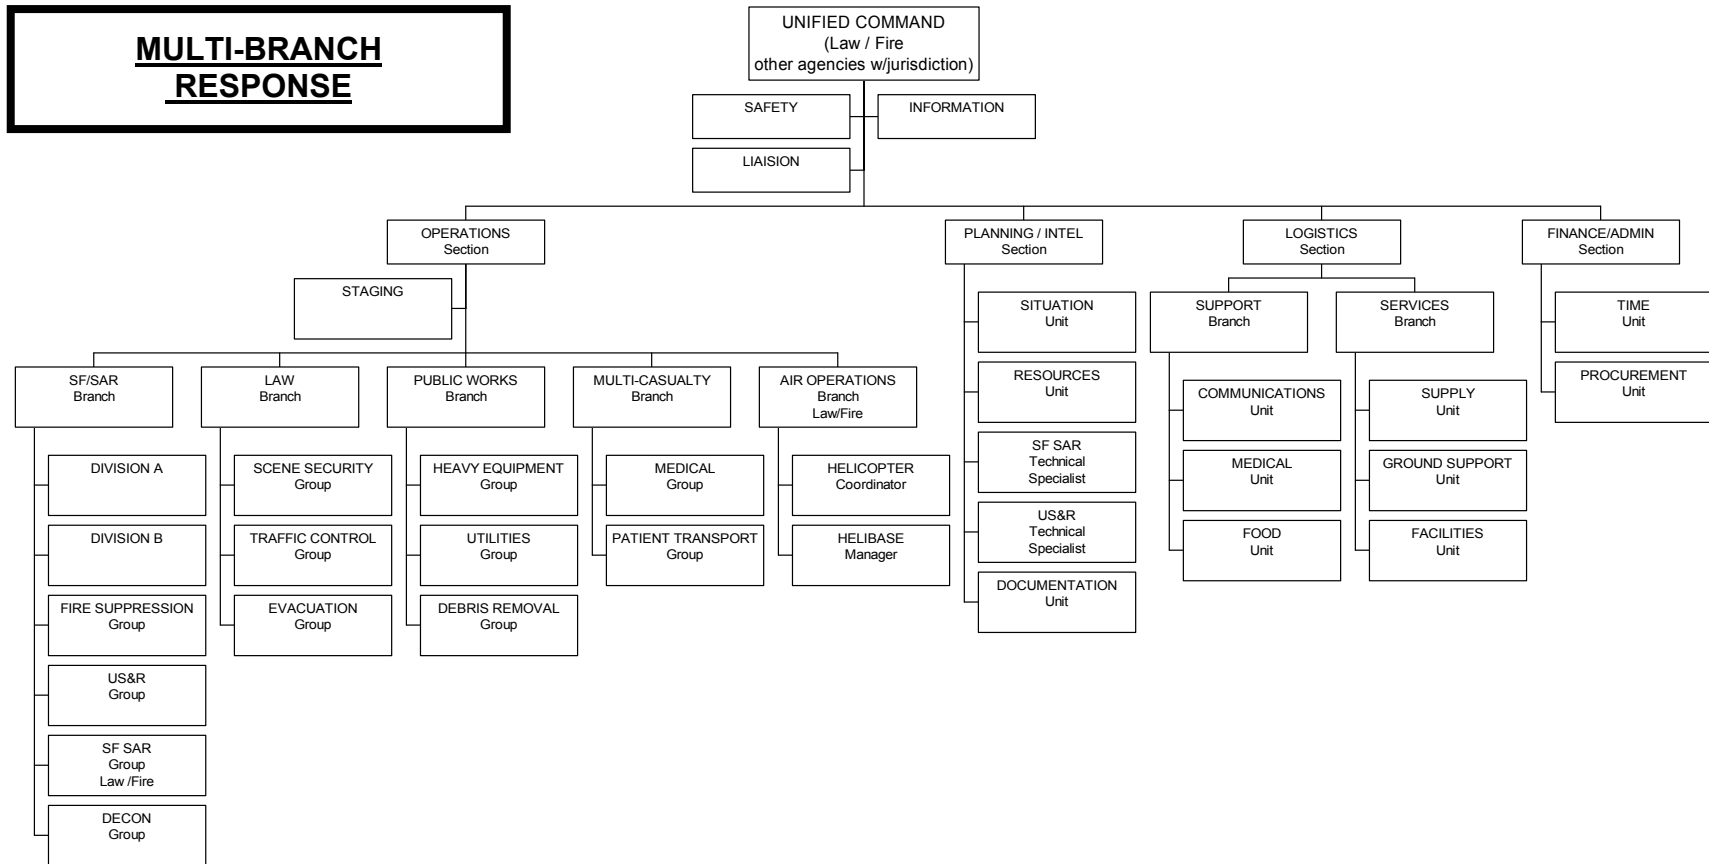 MULTI-BRANCH
RESPONSE
UNIFIED COMMAND
(Law / Fire
other agencies w/jurisdiction)
SAFETY
INFORMATION
LIAISION
OPERATIONS
Section
PLANNING / INTEL
Section
LOGISTICS
Section
FINANCE/ADMIN
Section
STAGING
SF/SAR
Branch
LAW
Branch
PUBLIC WORKS
Branch
MULTI-CASUALTY
Branch
AIR OPERATIONS
Branch
Law/Fire
DIVISION A
DIVISION B
FIRE SUPPRESSION
Group
US&R
Group
SF SAR
Group
Law /Fire
DECON
Group
SCENE SECURITY
Group
TRAFFIC CONTROL
Group
EVACUATION
Group
HEAVY EQUIPMENT
Group
UTILITIES
Group
DEBRIS REMOVAL
Group
MEDICAL
Group
PATIENT TRANSPORT
Group
HELICOPTER
Coordinator
HELIBASE
Manager
SITUATION
Unit
RESOURCES
Unit
SF SAR
Technical
Specialist
US&R
Technical
Specialist
DOCUMENTATION
Unit
SUPPORT
Branch
COMMUNICATIONS
Unit
MEDICAL
Unit
FOOD
Unit
SERVICES
Branch
SUPPLY
Unit
GROUND SUPPORT
Unit
FACILITIES
Unit
TIME
Unit
PROCUREMENT
Unit